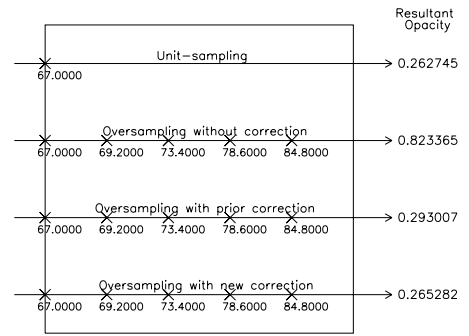 Resultant
Opacity
Unit-sampling
0.262745
67.0000
Oversampling without correction
0.823365
67.0000 69.2000 73.4000 78.6000 84.8000
Oversampling with prior correction
0.293007
67.0000 69.2000 73.4000 78.6000 84.8000
Oversampling with new correction
0.265282
67.0000 69.2000 73.4000 78.6000 84.8000